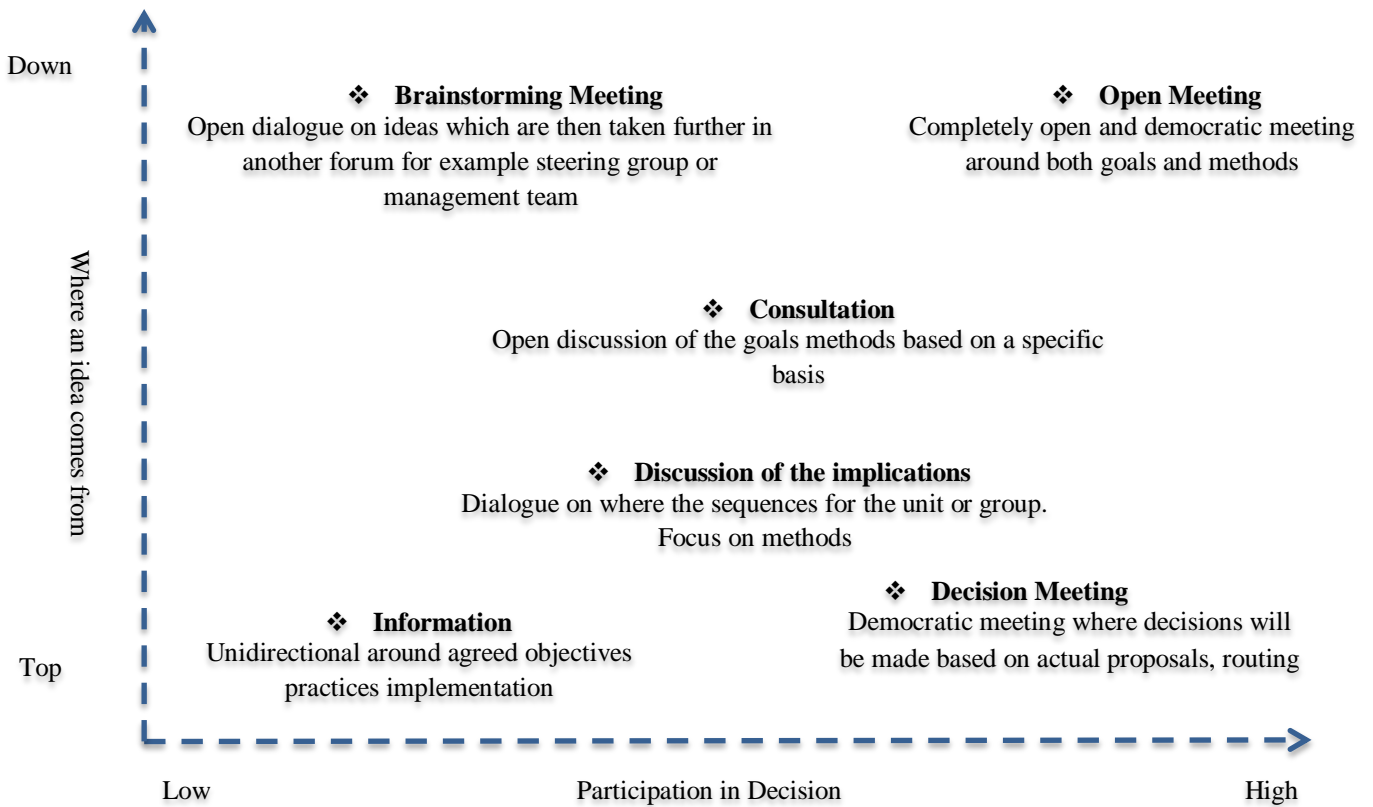 Down
❖ Brainstorming Meeting
Open dialogue on ideas which are then taken further in
another forum for example steering group or
management team
❖ Open Meeting
Completely open and democratic meeting
around both goals and methods
Where an idea comes from
❖ Consultation
Open discussion of the goals methods based on a specific
basis
❖ Discussion of the implications
Dialogue on where the sequences for the unit or group.
Focus on methods
❖ Decision Meeting
Democratic meeting where decisions will
be made based on actual proposals, routing
❖ Information
Unidirectional around agreed objectives
practices implementation
Top
Low
Participation in Decision
High